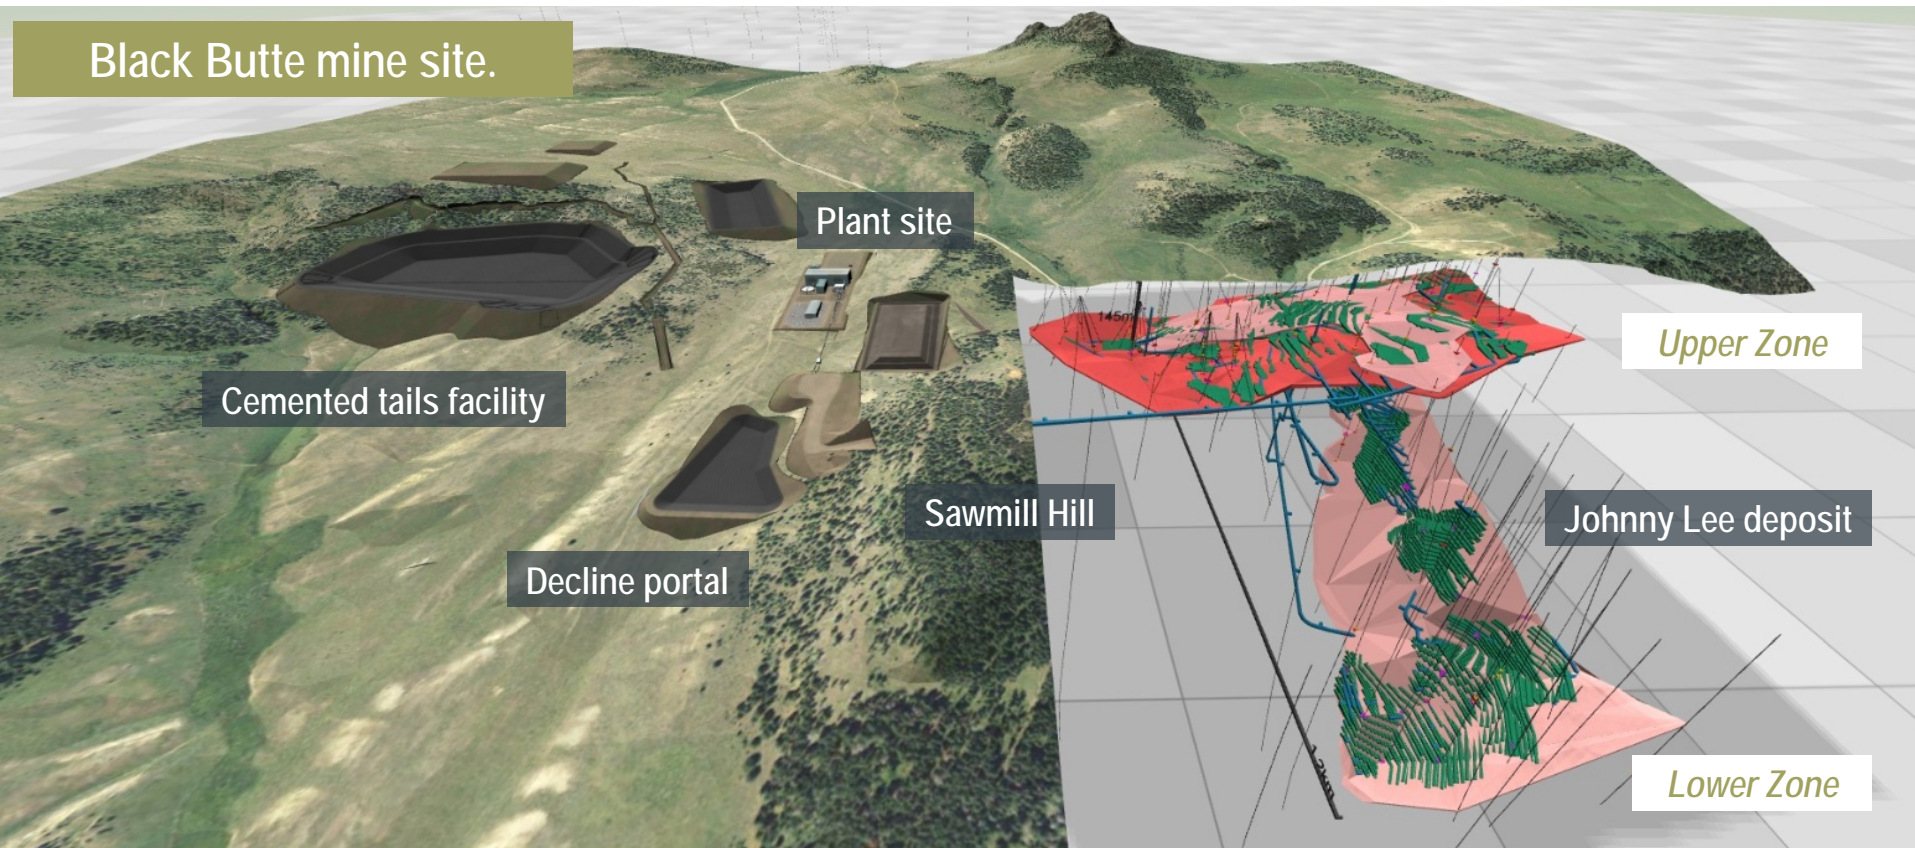 Black Butte mine site.
Plant site
145m
Upper Zone
Cemented tails facility
Sawmill Hill
Johnny Lee deposit
Decline portal
Lower Zone